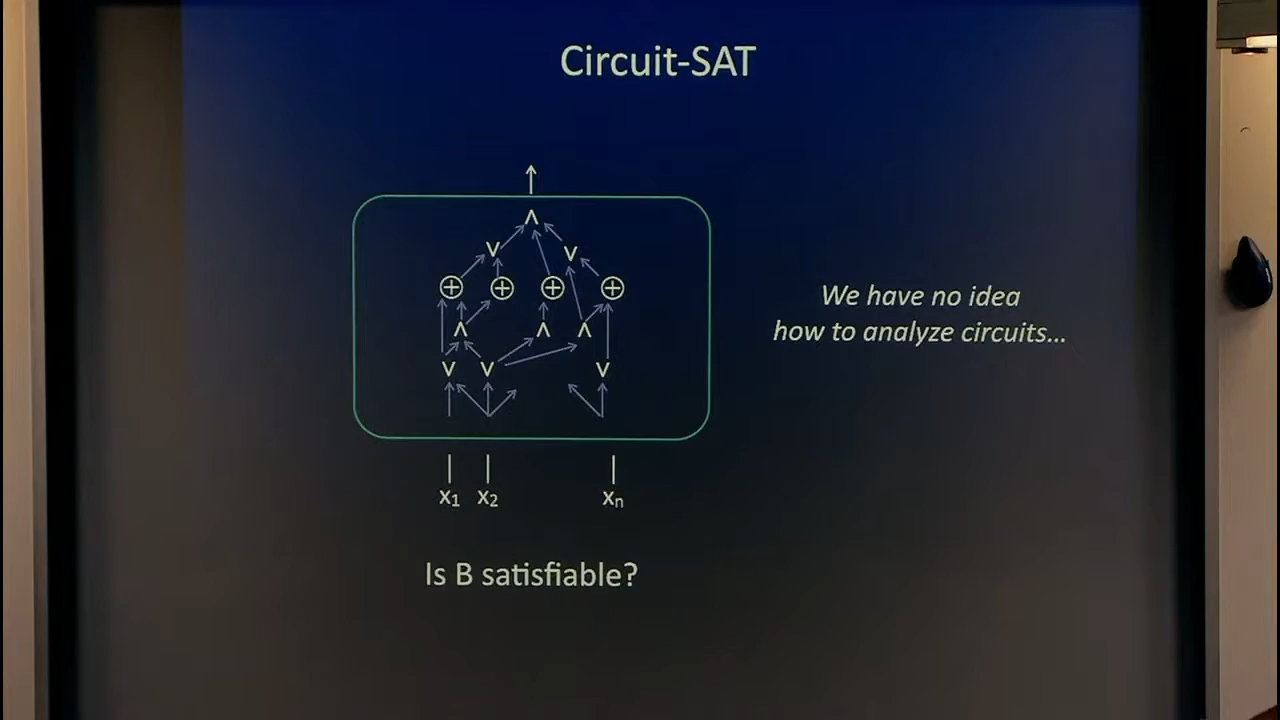 Circuit-SAT
∧
∨ ∨
⊕ ⊕ ⊕ ⊕
∧ ∧ ∧
∨ ∨ ∨
x₁ x₂ xₙ
We have no idea
how to analyze circuits...
Is B satisfiable?